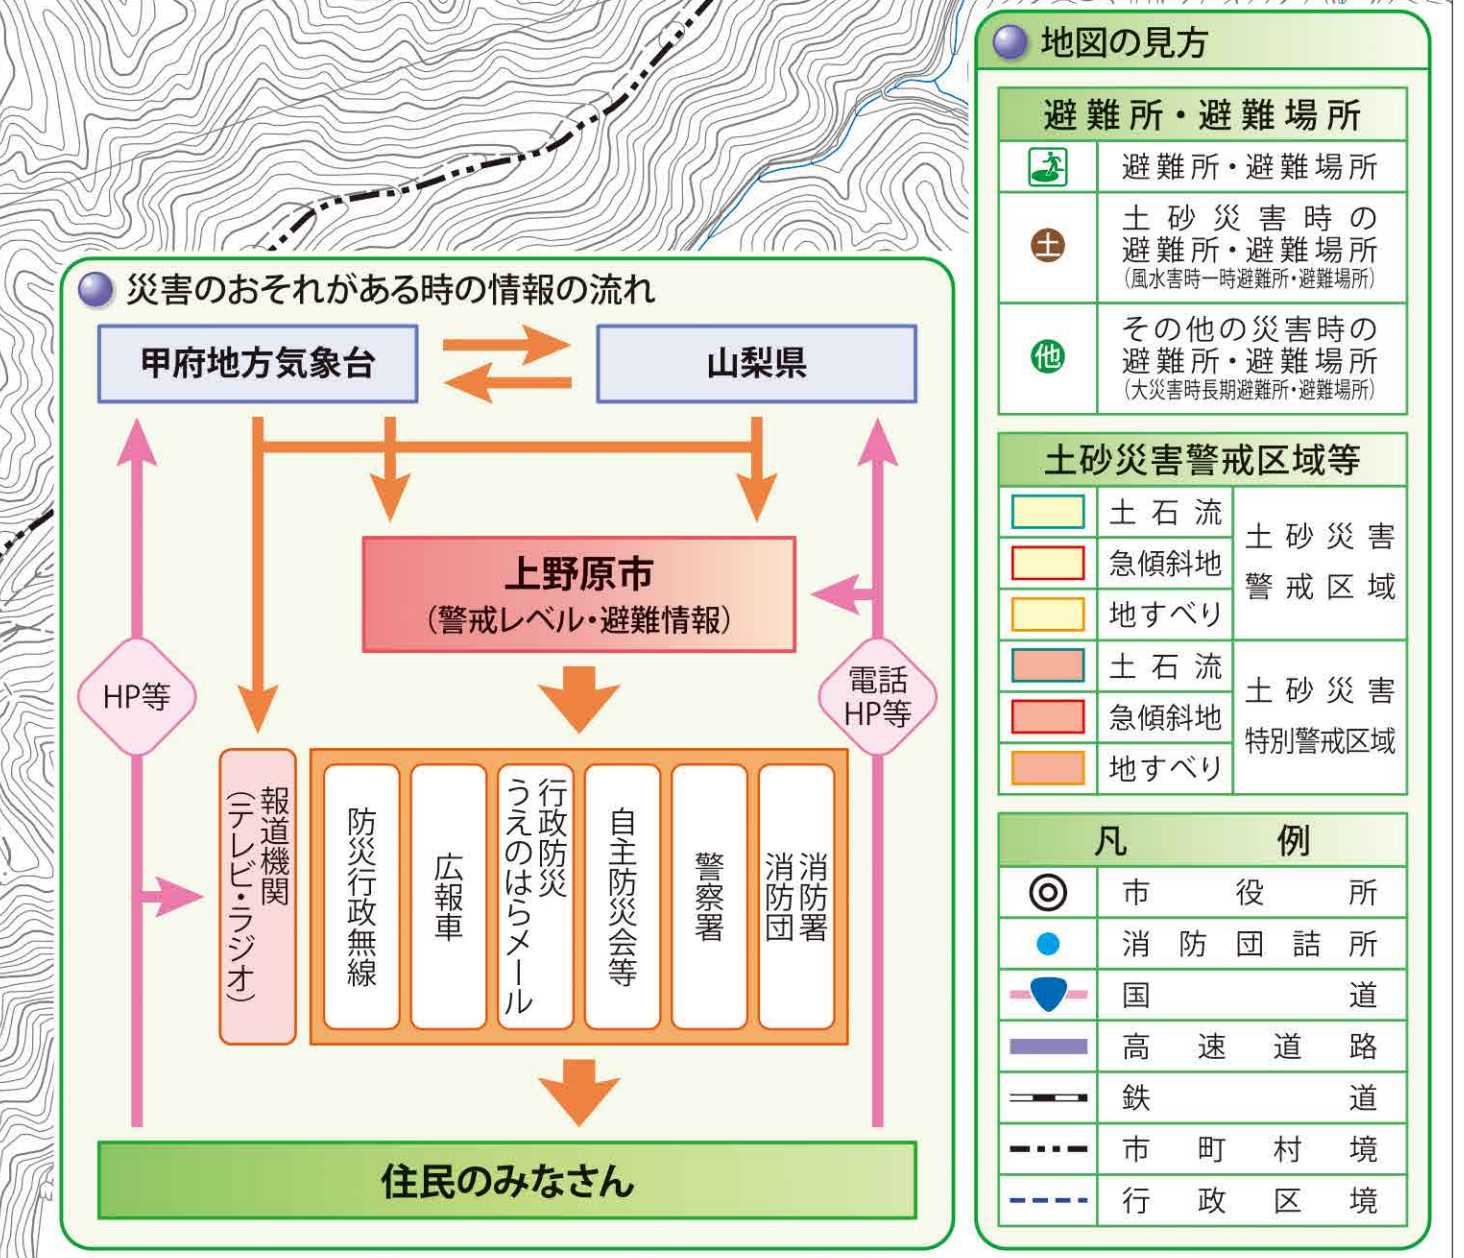 災害のおそれがある時の情報の流れ
甲府地方気象台
山梨県
上野原市
（警戒レベル・避難情報）
HP等
電話
HP等
報道機関
（テレビ・ラジオ）
防災行政無線
広報車
行政防災
うえのはらメール
自主防災会等
警察署
消防署
消防団
住民のみなさん
地図の見方
避難所・避難場所
避難所・避難場所
土
土砂災害時の
避難所・避難場所
（風水害時一時避難所・避難場所）
他
その他の災害時の
避難所・避難場所
（大災害時長期避難所・避難場所）
土砂災害警戒区域等
土石流
急傾斜地
地すべり
土砂災害
警戒区域
土石流
急傾斜地
地すべり
土砂災害
特別警戒区域
凡例
市役所
消防団詰所
国道
高速道路
鉄道
市町村境
行政区境